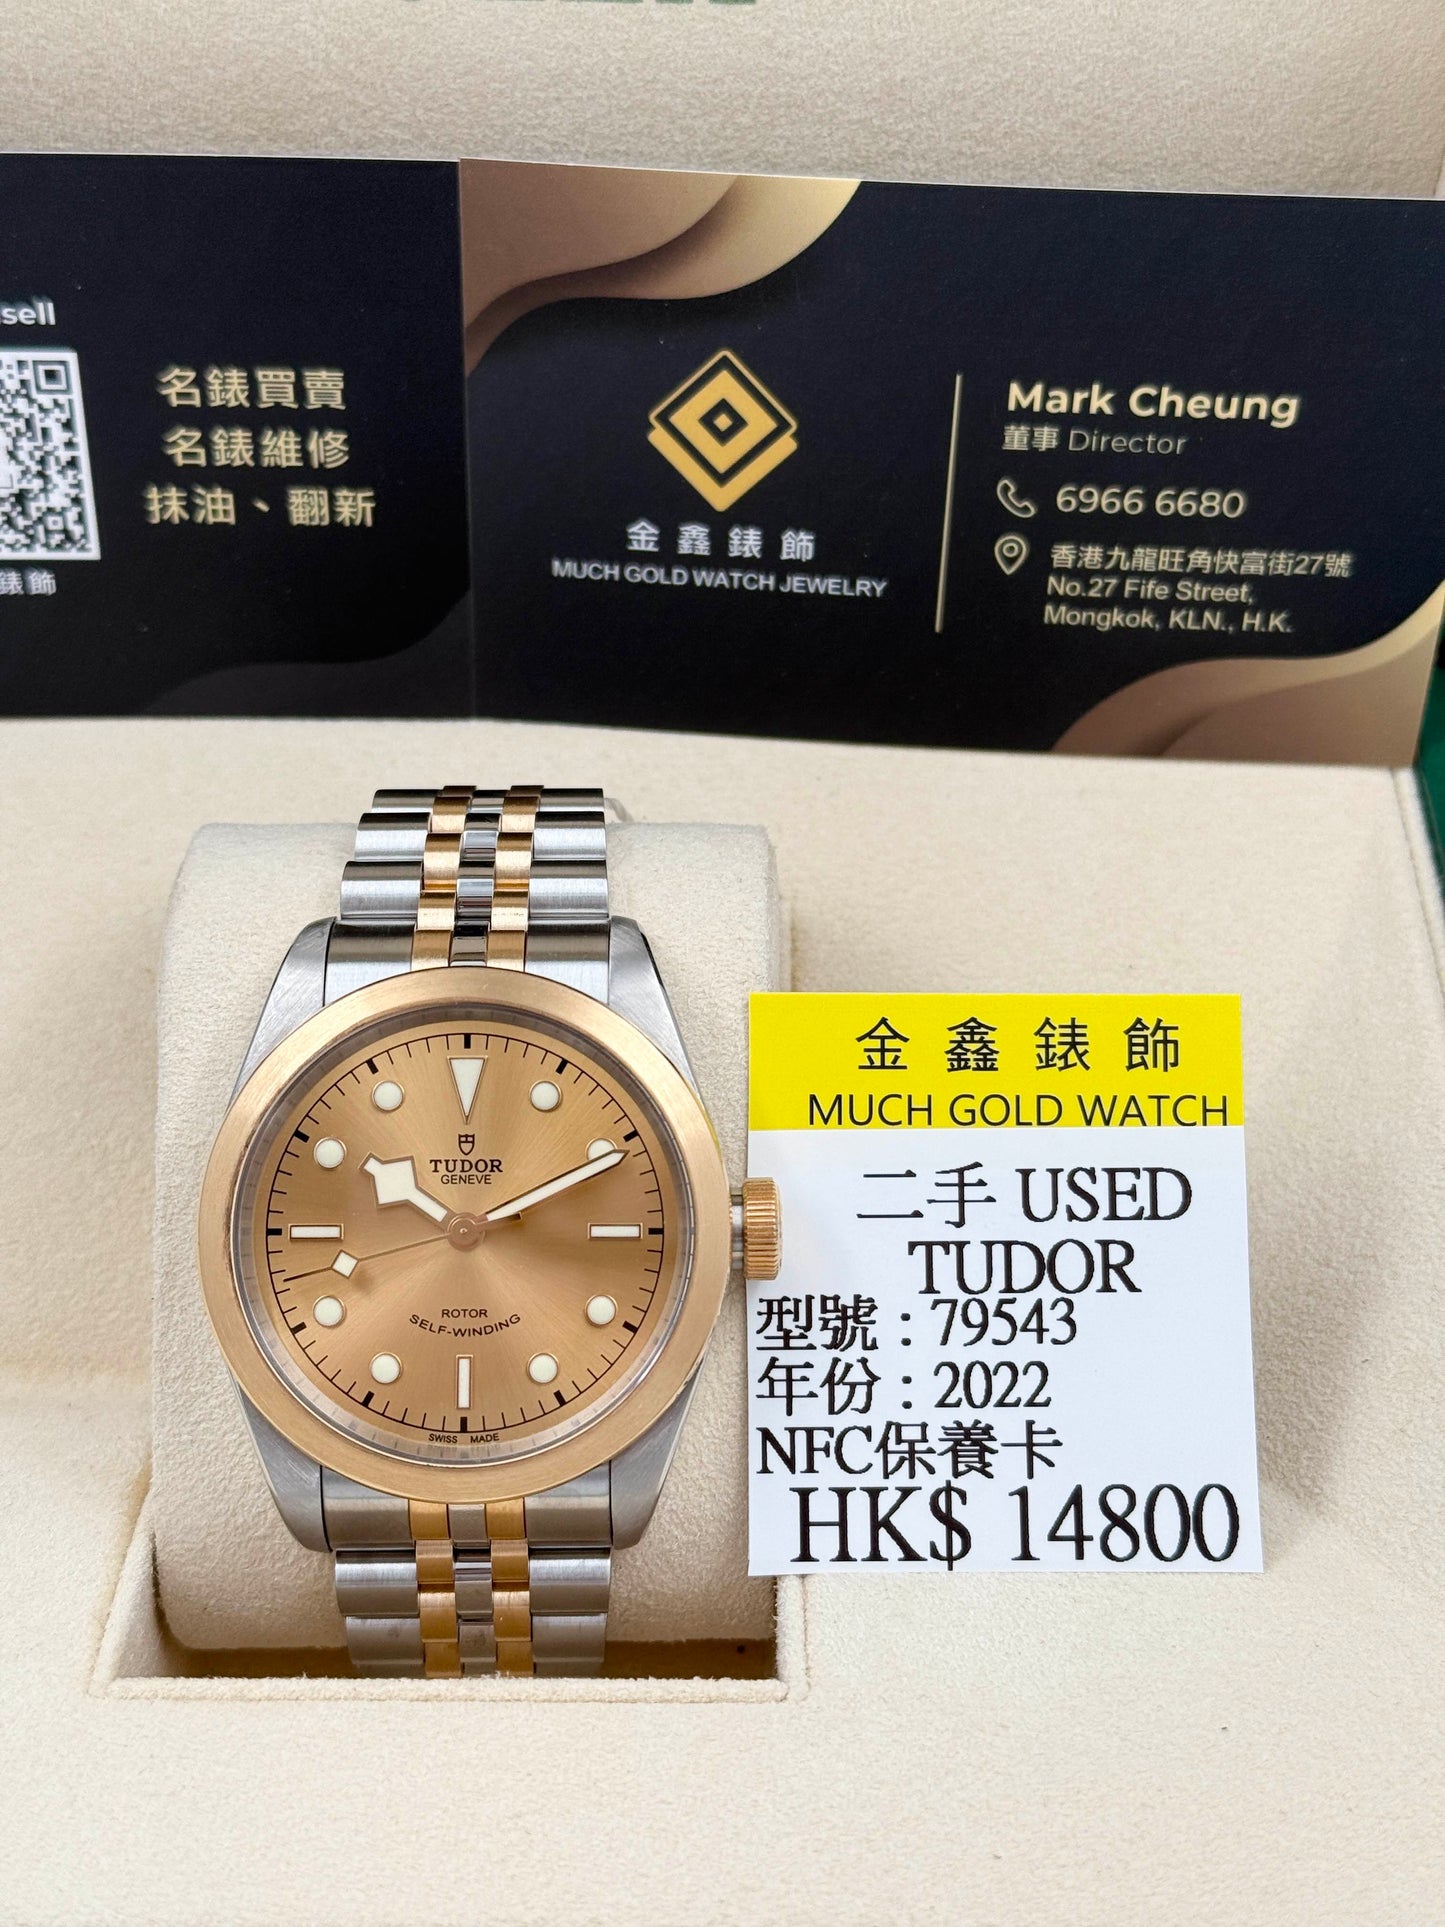 sell
名錶買賣
名錶維修
抹油、翻新
錶飾
金鑫錶飾
MUCH GOLD WATCH JEWELRY
Mark Cheung
董事 Director
6966 6680
香港九龍旺角快富街27號
No.27 Fife Street,
Mongkok, KLN., H.K.
TUDOR
GENEVE
ROTOR
SELF-WINDING
SWISS MADE
金鑫錶飾
MUCH GOLD WATCH
二手 USED
TUDOR
型號：79543
年份：2022
NFC保養卡
HK$ 14800